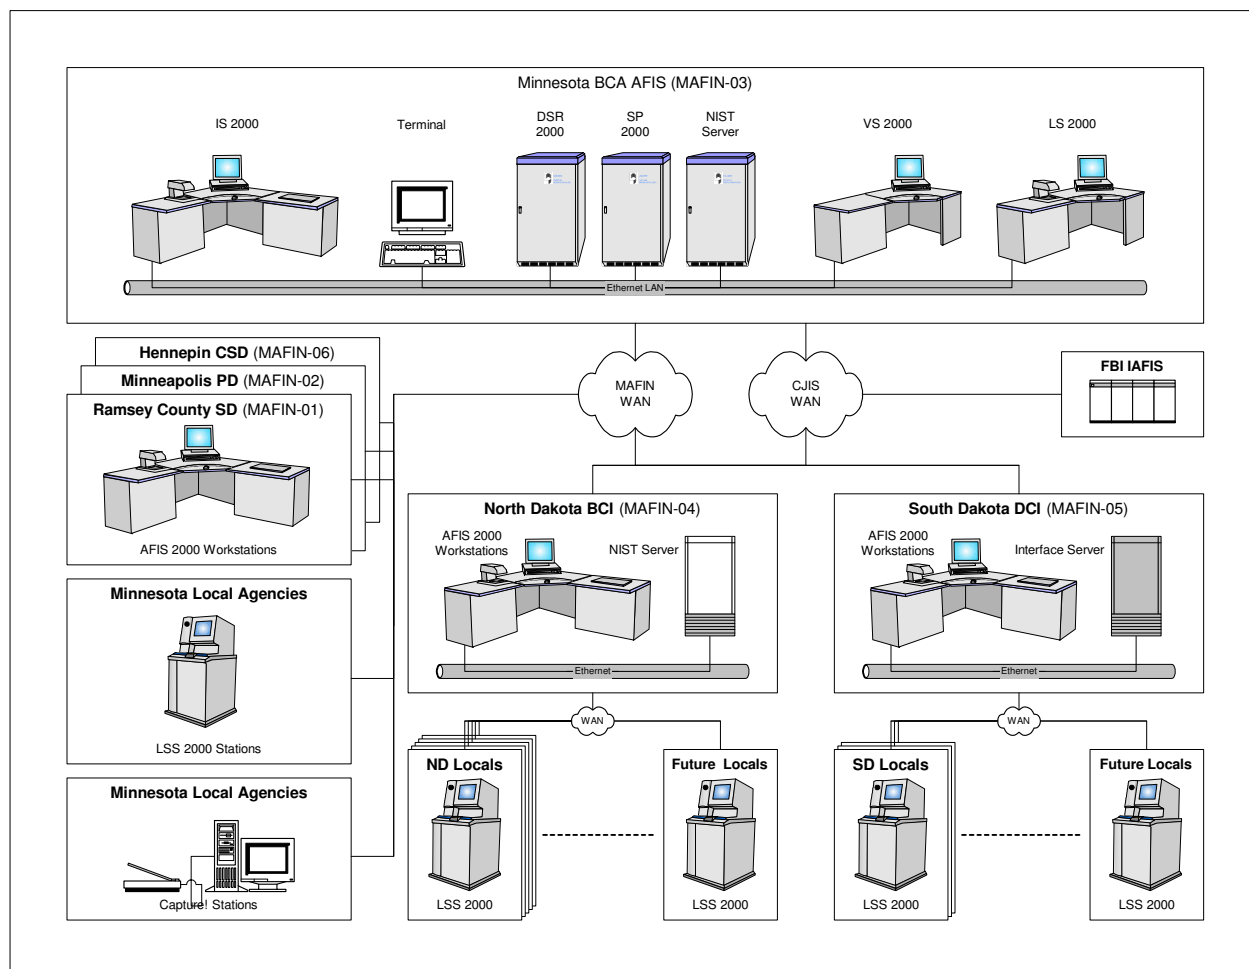 Minnesota BCA AFIS (MAFIN-03)
IS 2000
Terminal
DSR
2000
SP
2000
NIST
Server
VS 2000
LS 2000
Ethernet LAN
Hennepin CSD (MAFIN-06)
Minneapolis PD (MAFIN-02)
Ramsey County SD (MAFIN-01)
AFIS 2000 Workstations
MAFIN
WAN
CJIS
WAN
FBI IAFIS
Minnesota Local Agencies
LSS 2000 Stations
Minnesota Local Agencies
Capture! Stations
North Dakota BCI (MAFIN-04)
AFIS 2000
Workstations
NIST Server
Ethernet
South Dakota DCI (MAFIN-05)
AFIS 2000
Workstations
Interface Server
Ethernet
WAN
WAN
ND Locals
LSS 2000
Future Locals
LSS 2000
SD Locals
LSS 2000
Future Locals
LSS 2000